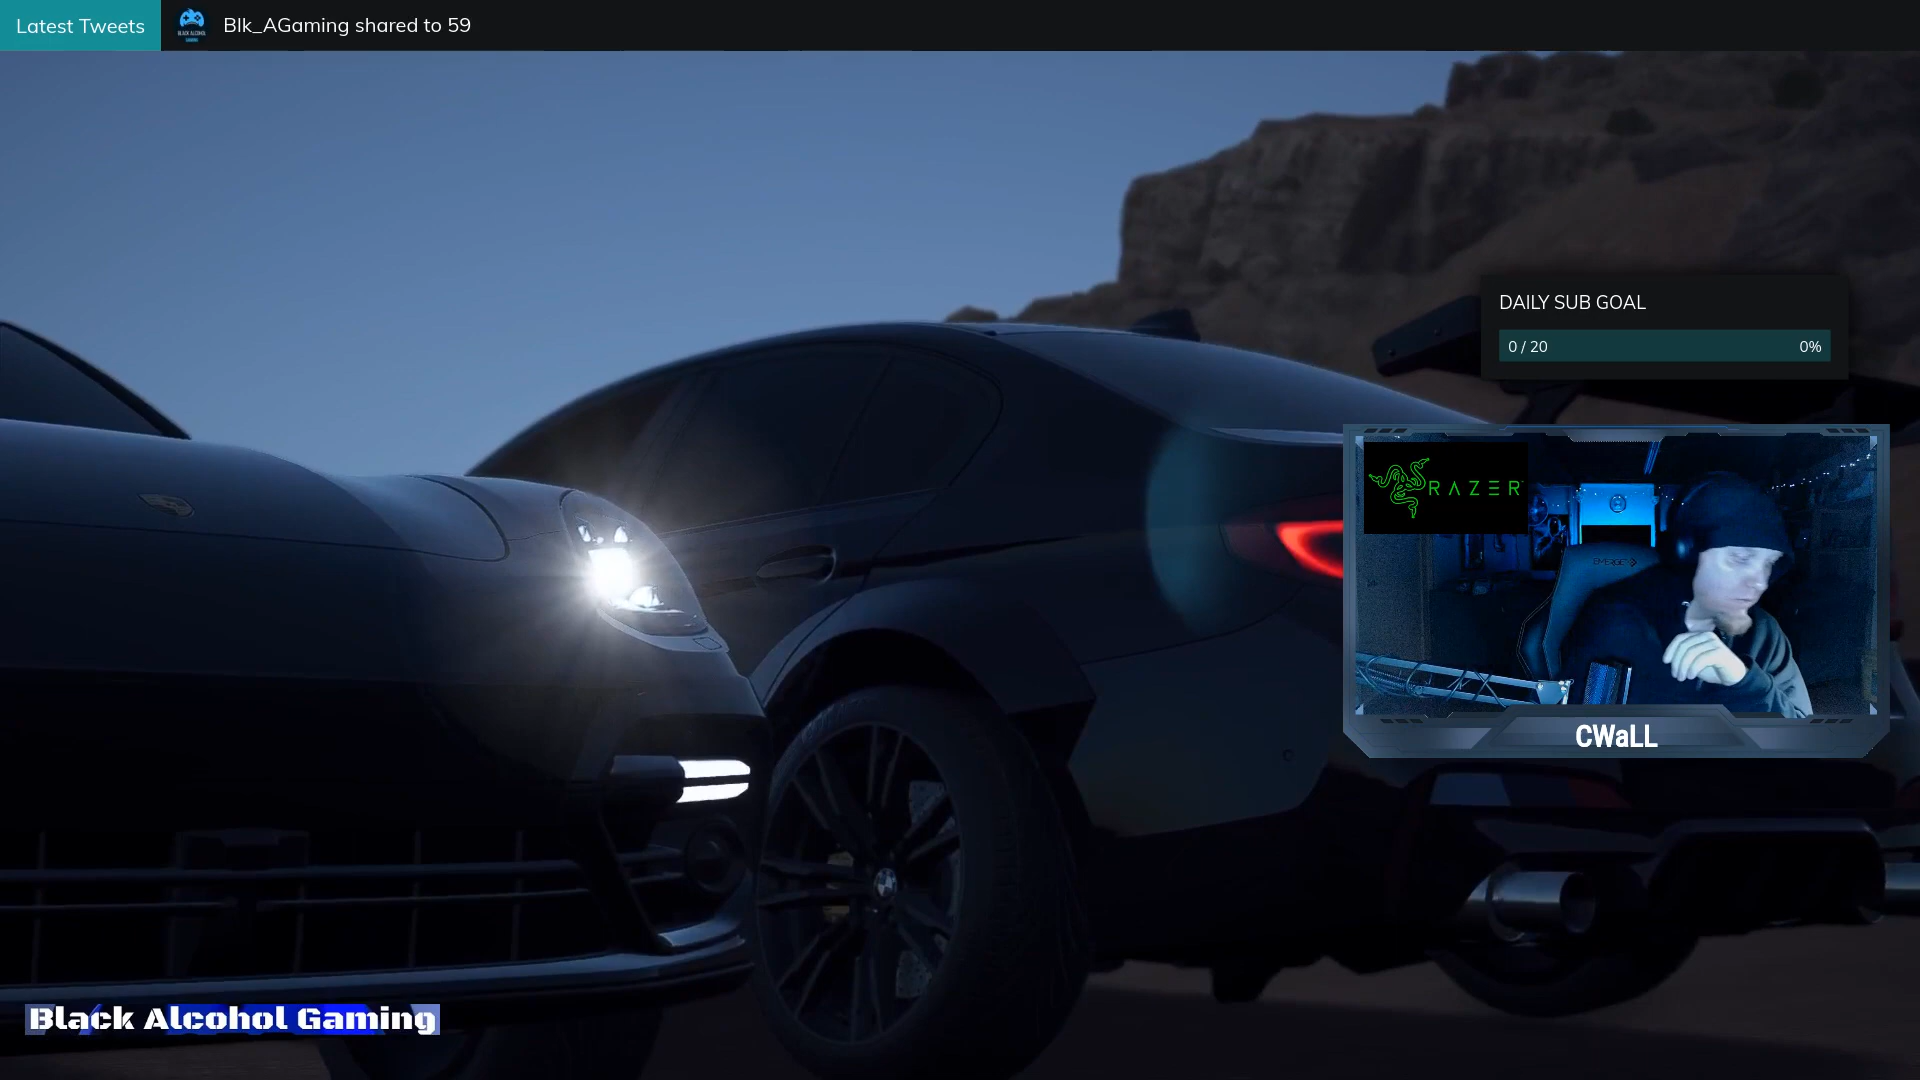 Latest Tweets
Blk_AGaming shared to 59
DAILY SUB GOAL
0 / 20 0%
RAZER
CWaLL
Black Alcohol Gaming